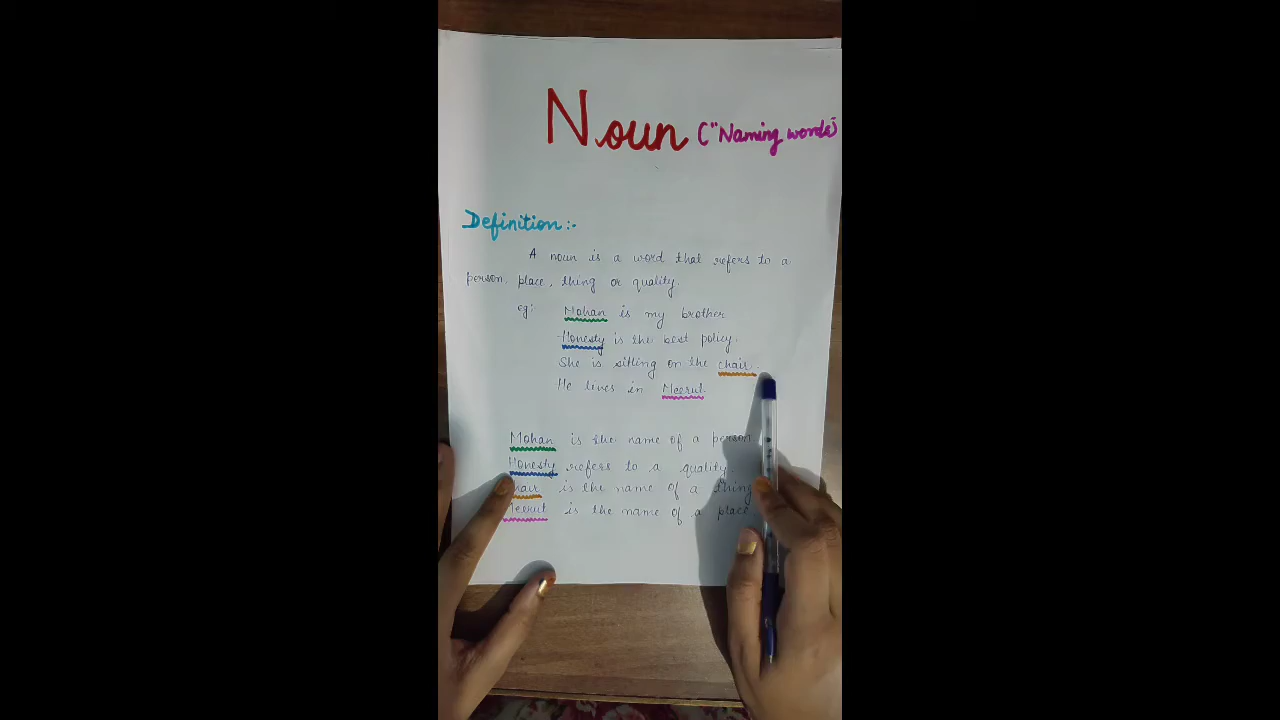 Noun ("Naming words")
Definition:-
A noun is a word that refers to a
person, place, thing or quality.
eg: Mohan is my brother
Honesty is the best policy.
She is sitting on the chair.
He lives in Meerut.
Mohan is the name of a person
Honesty refers to a quality.
is the name of a thing
Meerut is the name of a place